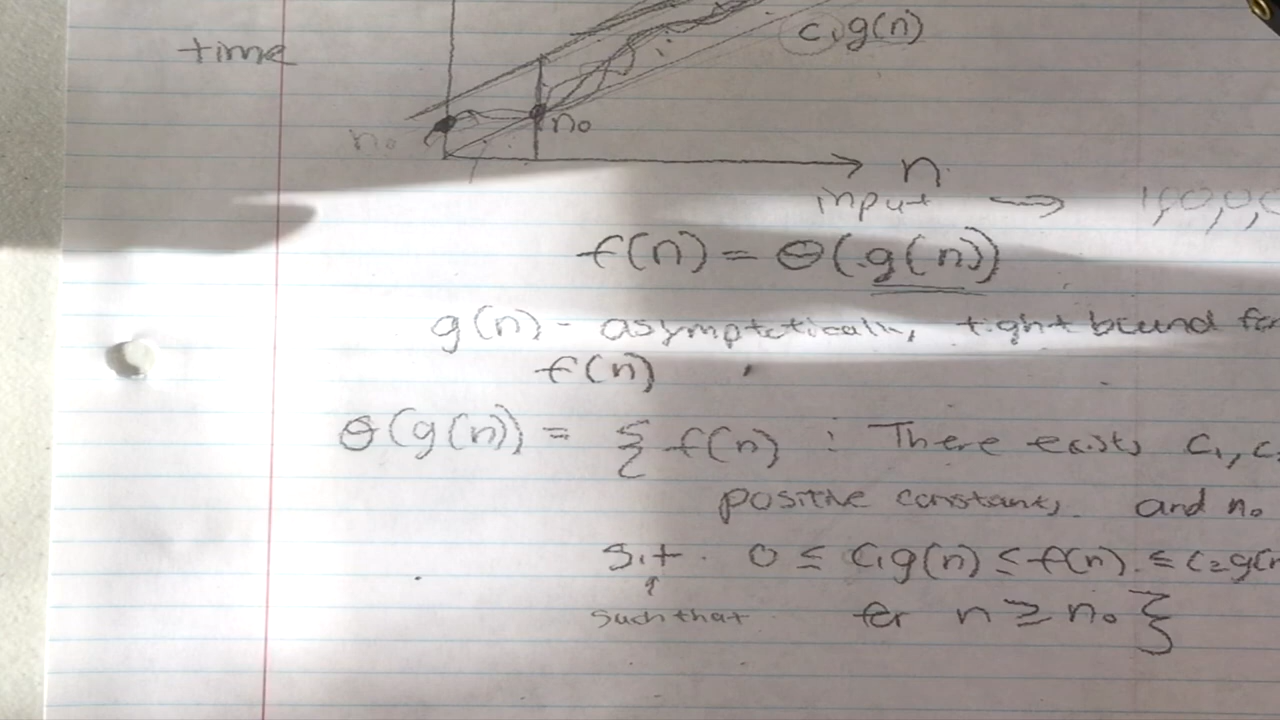 c₁g(n)
time
n₀
n₀
n
input →
f(n) = Θ(g(n))
g(n) - asymptotically, tight bound for
f(n)
Θ(g(n)) = { f(n) : There exists c₁, c₂
positive constants. and n₀
s.t. 0 ≤ c₁g(n) ≤ f(n) ≤ c₂g(n
↑
such that for n ≥ n₀ }